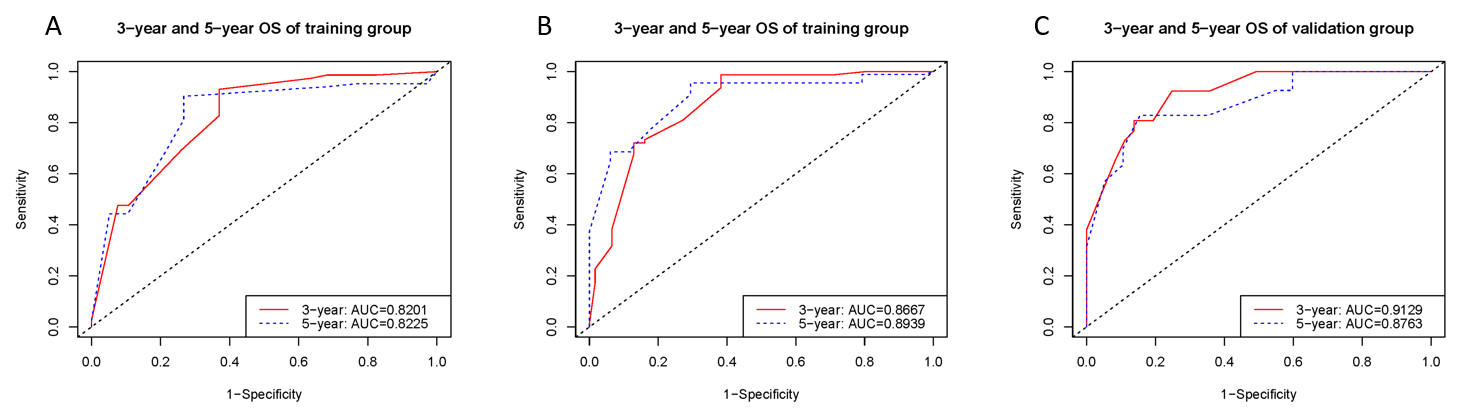 A
3−year and 5−year OS of training group
Sensitivity
0.0 0.2 0.4 0.6 0.8 1.0
3−year: AUC=0.8201
5−year: AUC=0.8225
0.0 0.2 0.4 0.6 0.8 1.0
1−Specificity
B
3−year and 5−year OS of training group
Sensitivity
0.0 0.2 0.4 0.6 0.8 1.0
3−year: AUC=0.8667
5−year: AUC=0.8939
0.0 0.2 0.4 0.6 0.8 1.0
1−Specificity
C
3−year and 5−year OS of validation group
Sensitivity
0.0 0.2 0.4 0.6 0.8 1.0
3−year: AUC=0.9129
5−year: AUC=0.8763
0.0 0.2 0.4 0.6 0.8 1.0
1−Specificity